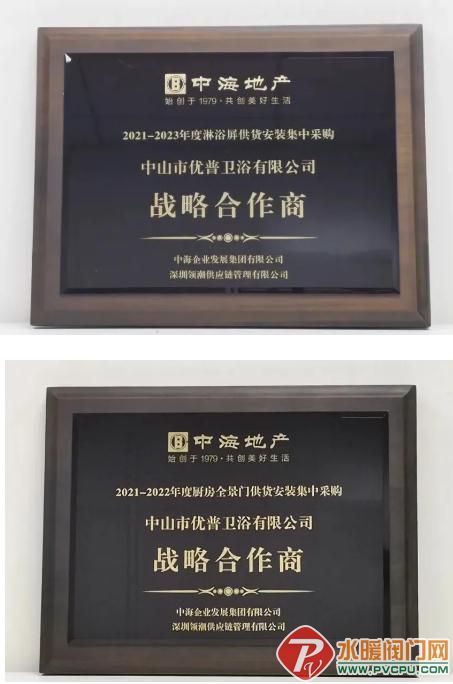 中海地产
始创于1979·共创美好生活
2021-2023年度淋浴屏供货安装集中采购
中山市优普卫浴有限公司
战略合作商
中海企业发展集团有限公司
深圳领潮供应链管理有限公司
中海地产
始创于1979·共创美好生活
2021-2022年度厨房全景门供货安装集中采购
中山市优普卫浴有限公司
战略合作商
中海企业发展集团有限公司
深圳领潮供应链管理有限公司
水暖阀门网
WWW.PVCPU.COM